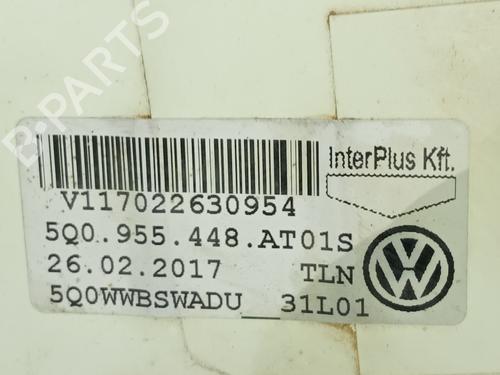 B-PARTS
InterPlus Kft.
V117022630954
5Q0.955.448.AT01S
26.02.2017 TLN
5Q0WWBSWADU__31L01